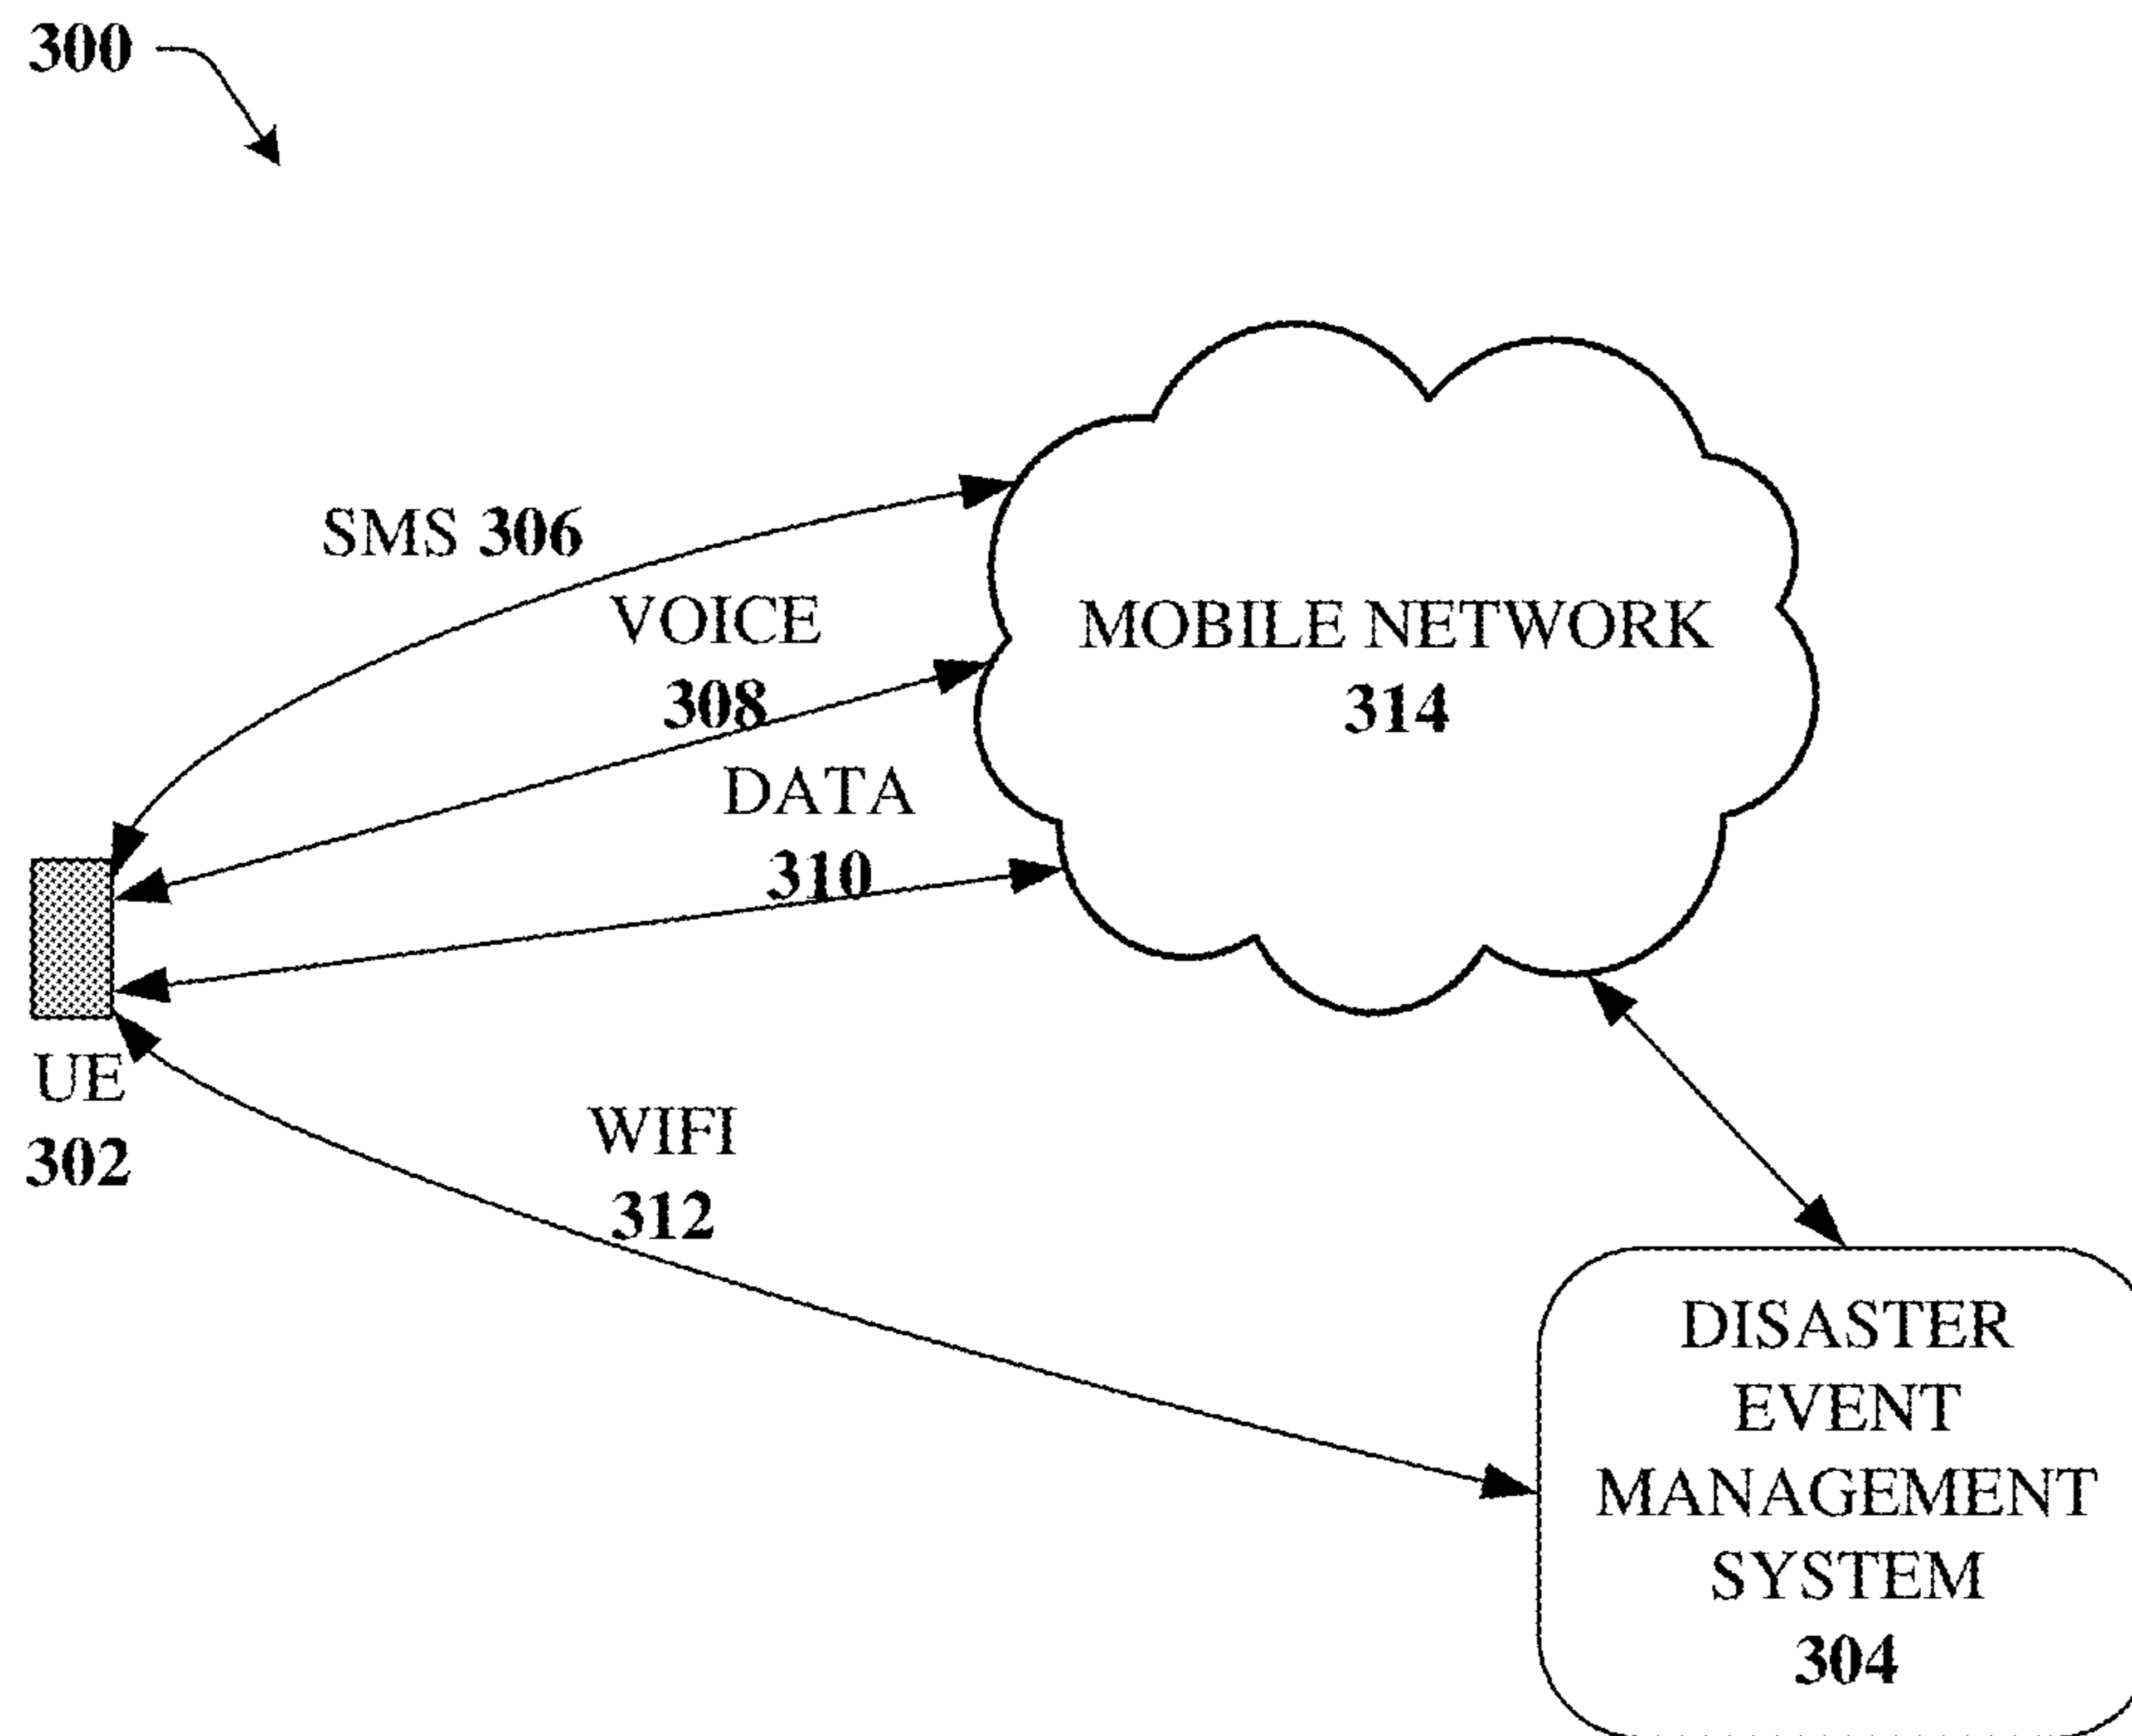 300
SMS 306
VOICE
308
MOBILE NETWORK
314
DATA
310
UE
302
WIFI
312
DISASTER
EVENT
MANAGEMENT
SYSTEM
304